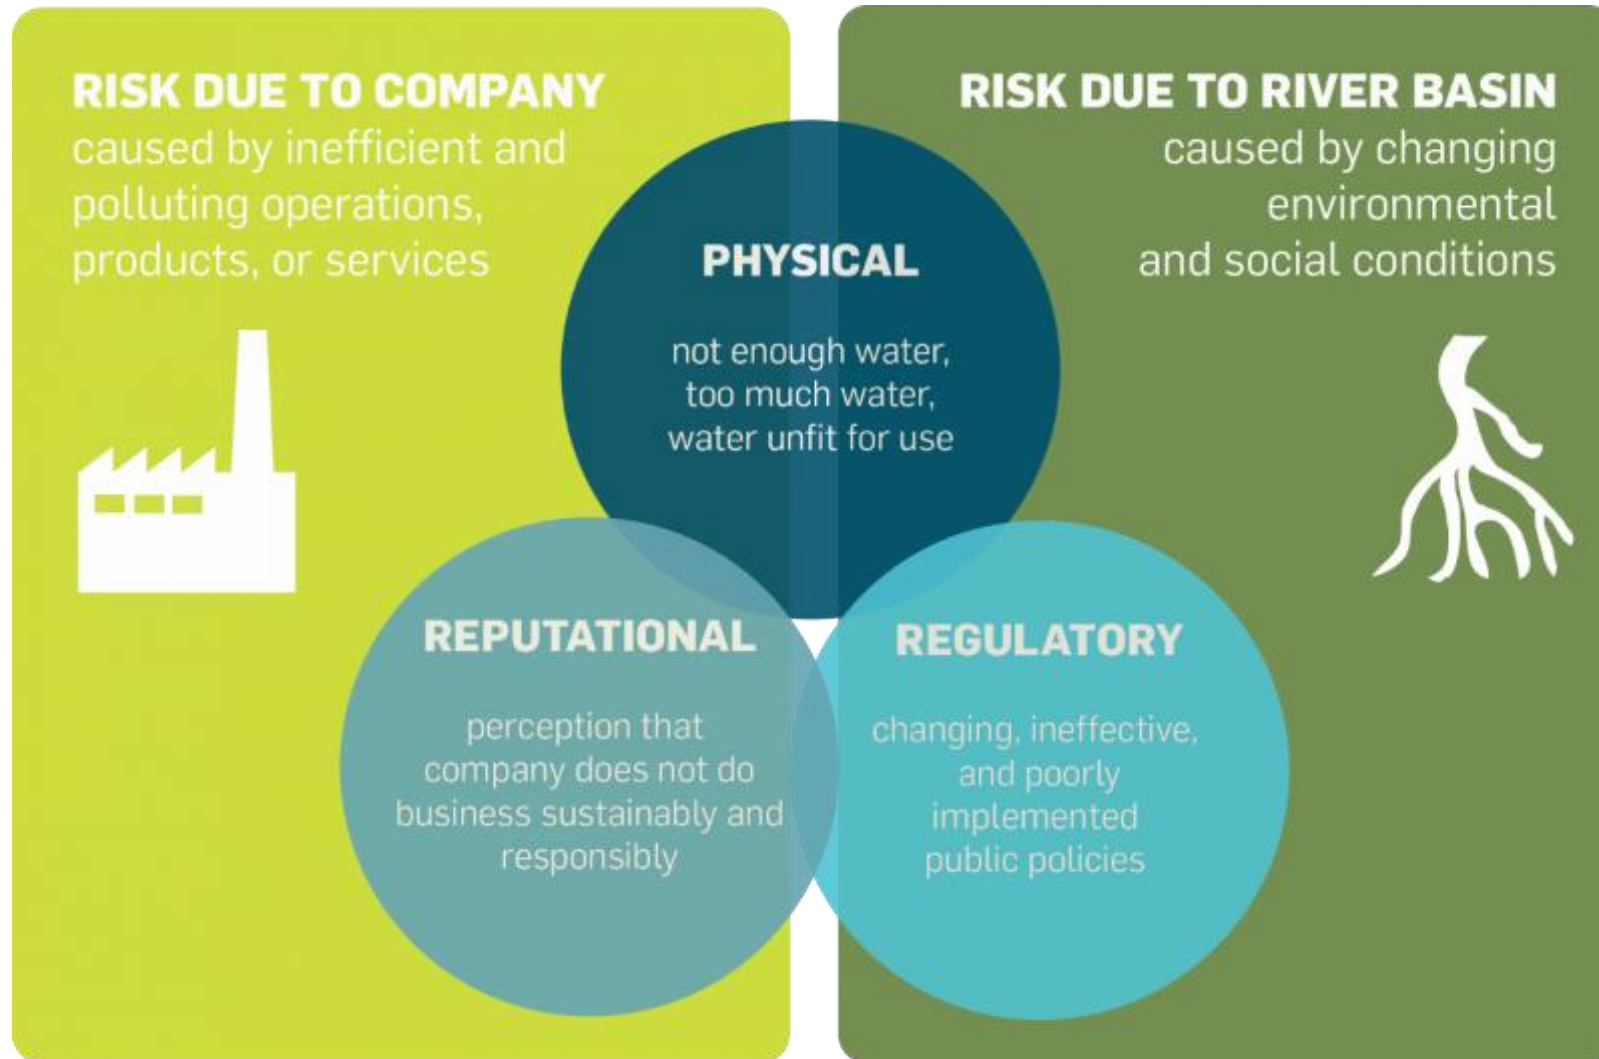 RISK DUE TO COMPANY
caused by inefficient and
polluting operations,
products, or services
RISK DUE TO RIVER BASIN
caused by changing
environmental
and social conditions
PHYSICAL
not enough water,
too much water,
water unfit for use
REPUTATIONAL
perception that
company does not do
business sustainably and
responsibly
REGULATORY
changing, ineffective,
and poorly
implemented
public policies